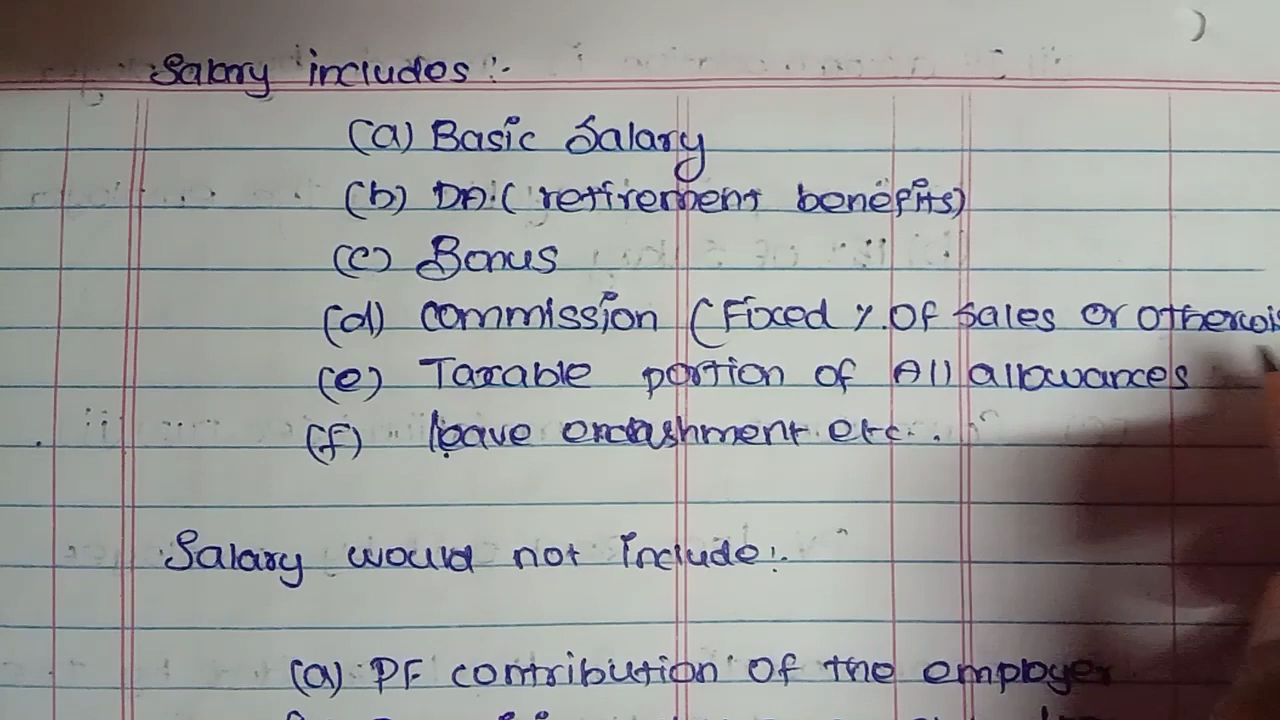 Salary includes :-
(a) Basic Salary
(b) DA. (retirement benefits)
(c) Bonus
(d) commission (Fixed % Of Sales or otherwis
(e) Taxable portion of All allowances
(f) leave encashment etc..
Salary would not Include:-
(a) PF contribution Of the employer